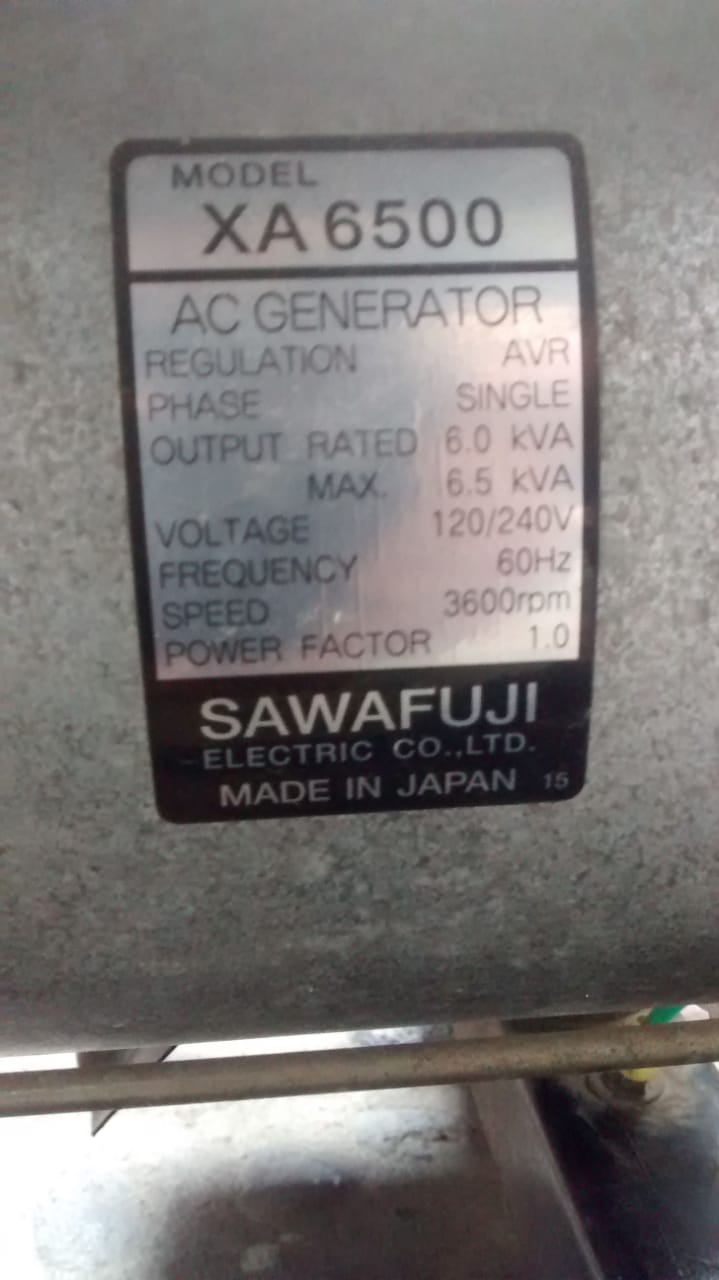 MODEL
XA 6500
AC GENERATOR
REGULATION AVR
PHASE SINGLE
OUTPUT RATED 6.0 kVA
MAX. 6.5 kVA
VOLTAGE 120/240V
FREQUENCY 60Hz
SPEED 3600rpm
POWER FACTOR 1.0
SAWAFUJI
ELECTRIC CO.,LTD.
MADE IN JAPAN 15